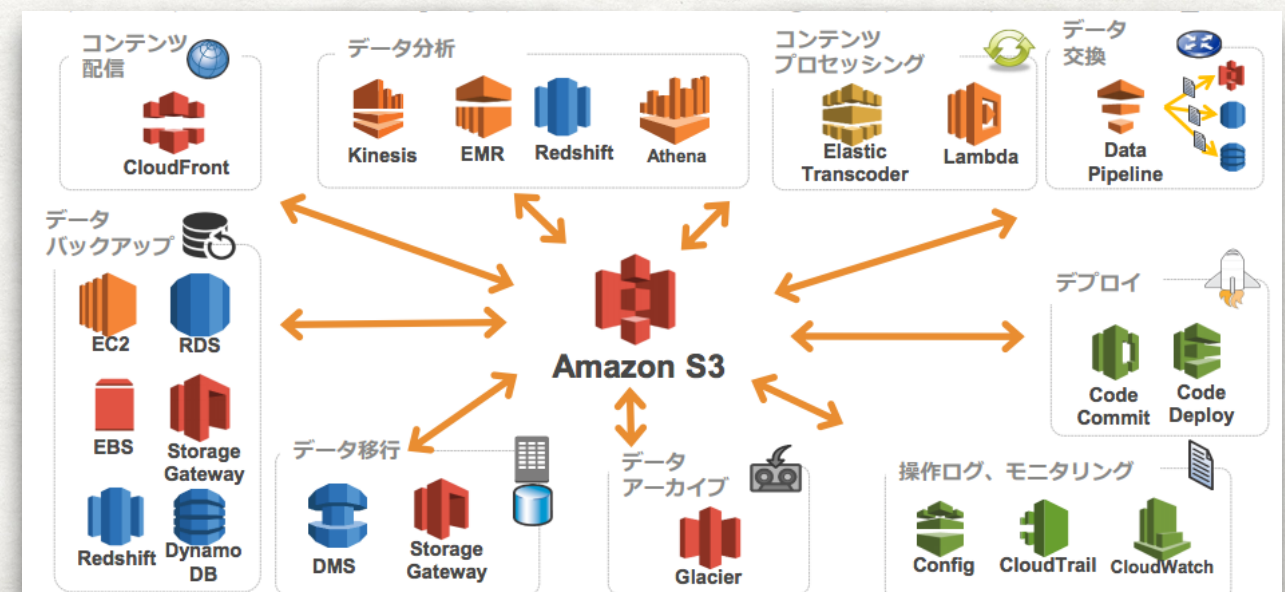 コンテンツ
配信
CloudFront
データ分析
Kinesis
EMR
Redshift
Athena
コンテンツ
プロセッシング
Elastic
Transcoder
Lambda
データ
交換
Data
Pipeline
データ
バックアップ
EC2
RDS
EBS
Storage
Gateway
Redshift
Dynamo
DB
Amazon S3
デプロイ
Code
Commit
Code
Deploy
データ移行
DMS
Storage
Gateway
データ
アーカイブ
Glacier
操作ログ、モニタリング
Config
CloudTrail
CloudWatch